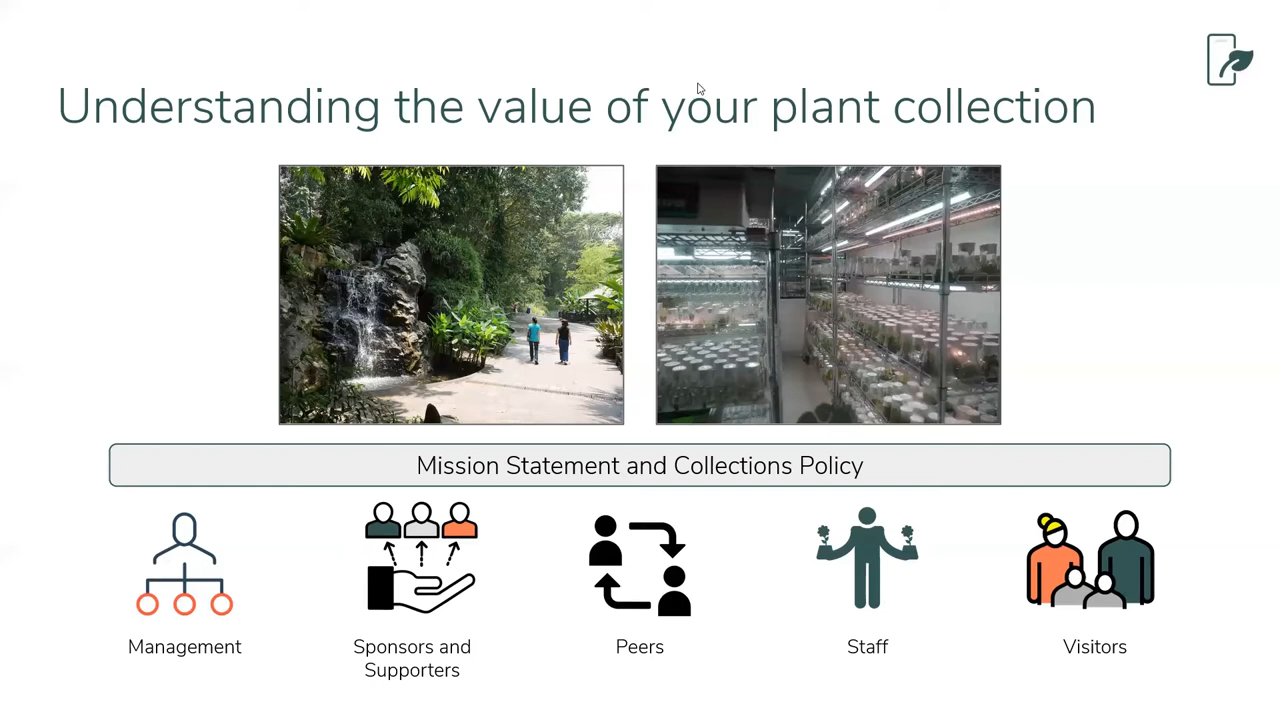 Understanding the value of your plant collection
Mission Statement and Collections Policy
Management
Sponsors and
Supporters
Peers
Staff
Visitors